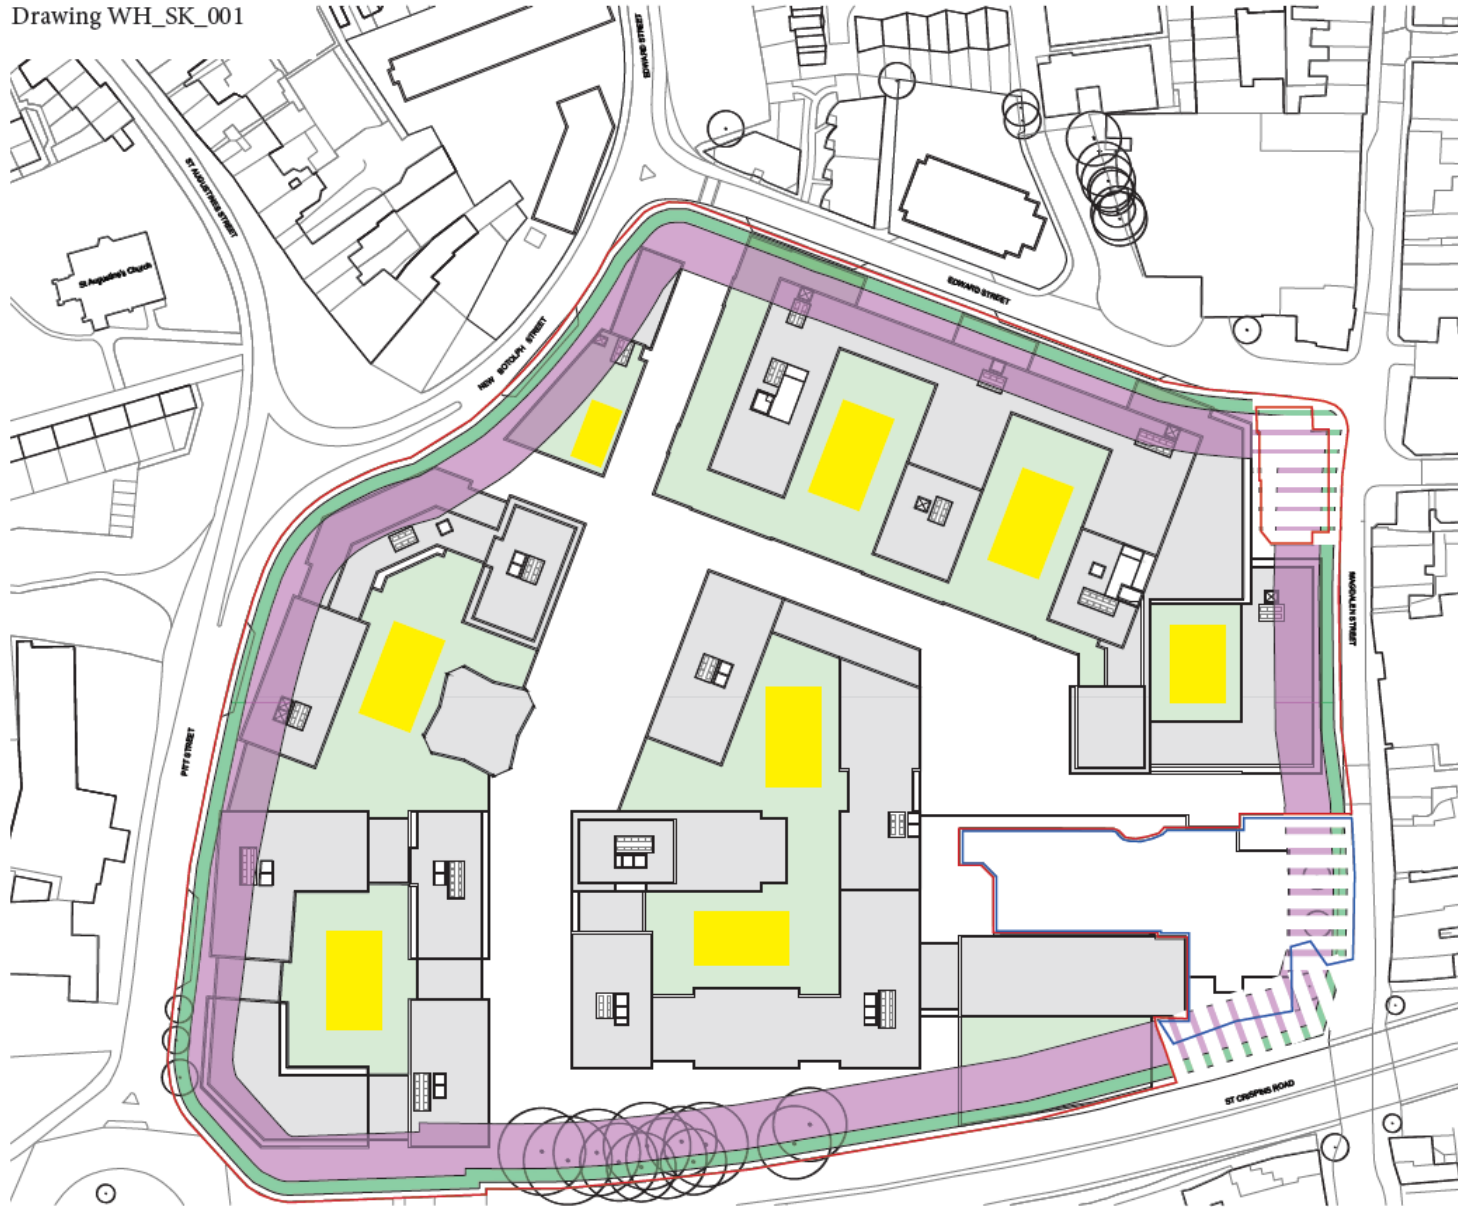 Drawing WH_SK_001
EDWARD STREET
ST AUGUSTINES STREET
St Augustine's Church
EDWARD STREET
NEW BOTOLPH STREET
MAGDALEN STREET
PITT STREET
ST CRISPINS ROAD